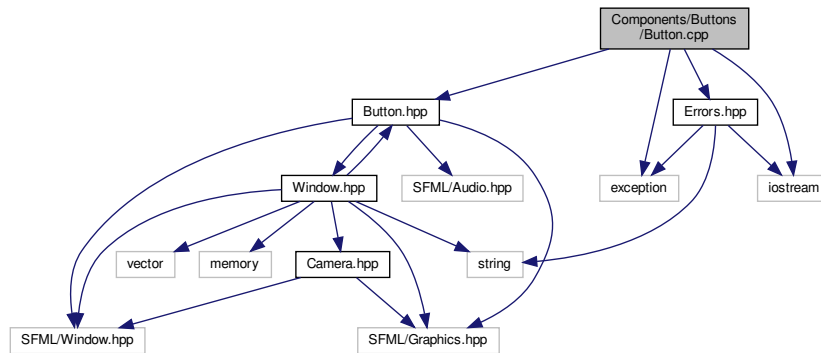 Components/Buttons
/Button.cpp
Button.hpp
Errors.hpp
Window.hpp
SFML/Audio.hpp
exception
iostream
vector
memory
Camera.hpp
string
SFML/Window.hpp
SFML/Graphics.hpp